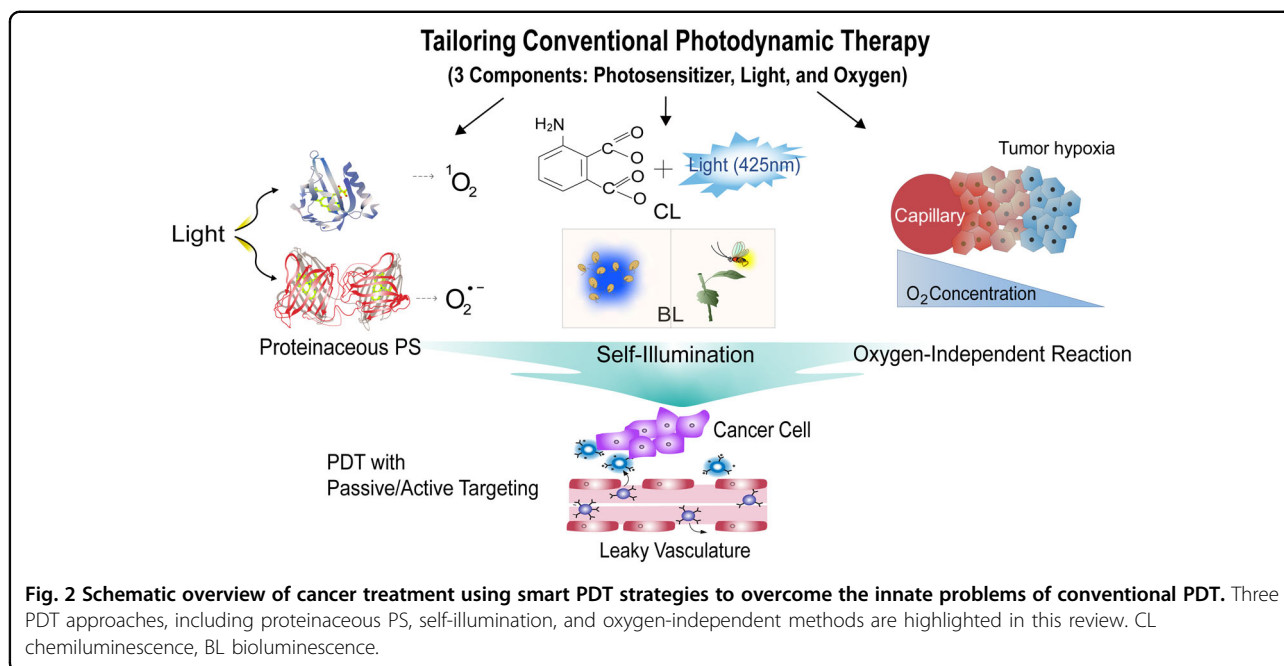 Tailoring Conventional Photodynamic Therapy
(3 Components: Photosensitizer, Light, and Oxygen)
Light
¹O₂
O₂•−
Proteinaceous PS
H₂N
O
C
O
C
O
O
+
Light (425nm)
CL
BL
Self-Illumination
Tumor hypoxia
Capillary
O₂ Concentration
Oxygen-Independent Reaction
Cancer Cell
PDT with
Passive/Active Targeting
Leaky Vasculature
Fig. 2 Schematic overview of cancer treatment using smart PDT strategies to overcome the innate problems of conventional PDT. Three
PDT approaches, including proteinaceous PS, self-illumination, and oxygen-independent methods are highlighted in this review. CL
chemiluminescence, BL bioluminescence.